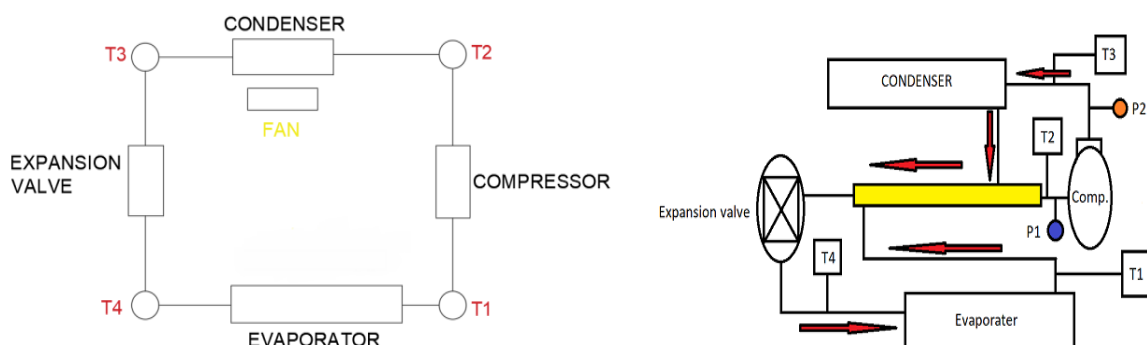 CONDENSER
T3
T2
FAN
EXPANSION
VALVE
COMPRESSOR
T4
T1
EVAPORATOR
T3
CONDENSER
P2
T2
Comp.
Expansion valve
P1
T4
T1
Evaporater